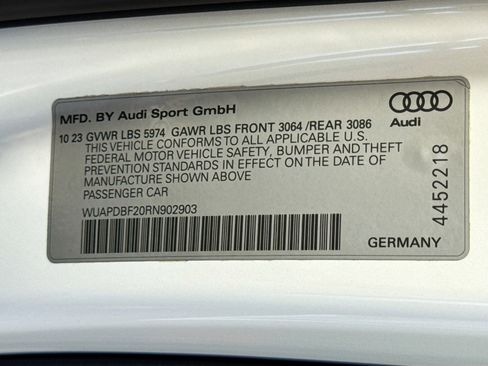 MFD. BY Audi Sport GmbH
10 23 GVWR LBS 5974 GAWR LBS FRONT 3064 /REAR 3086
THIS VEHICLE CONFORMS TO ALL APPLICABLE U.S.
FEDERAL MOTOR VEHICLE SAFETY, BUMPER AND THEFT
PREVENTION STANDARDS IN EFFECT ON THE DATE OF
MANUFACTURE SHOWN ABOVE
PASSENGER CAR
WUAPDBF20RN902903
Audi
4452218
GERMANY